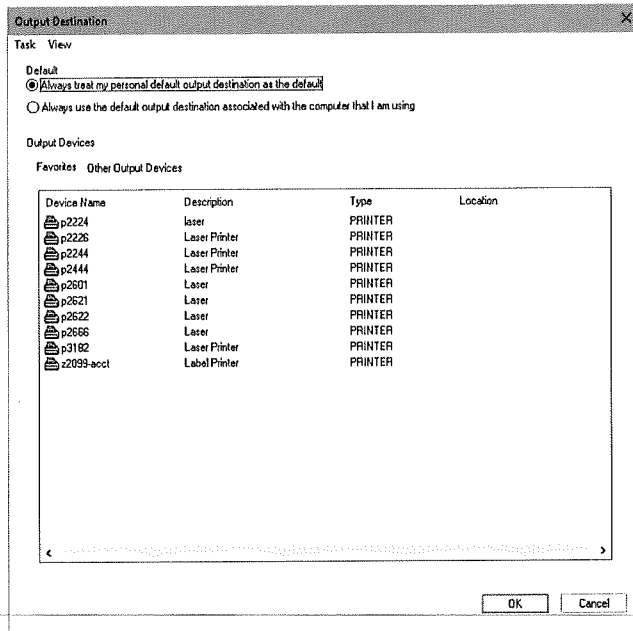 Output Destination
Task View
Default
Always treat my personal default output destination as the default
Always use the default output destination associated with the computer that I am using
Output Devices
Favorites Other Output Devices
Device Name Description Type Location
p2224 laser PRINTER
p2226 Laser Printer PRINTER
p2244 Laser Printer PRINTER
p2444 Laser Printer PRINTER
p2601 Laser PRINTER
p2621 Laser PRINTER
p2622 Laser PRINTER
p2666 Laser PRINTER
p3182 Laser Printer PRINTER
z2099-acct Label Printer PRINTER
OK Cancel